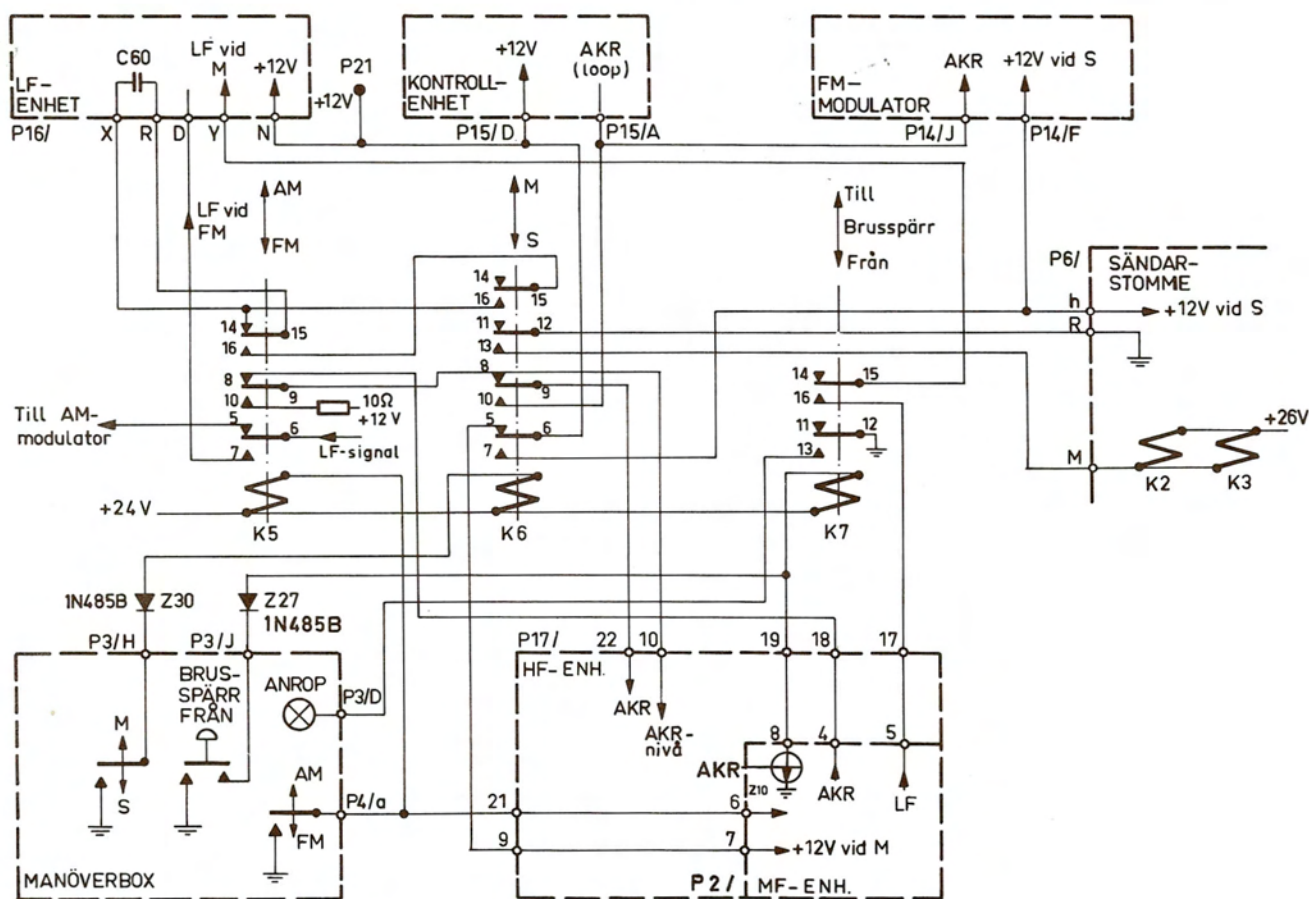 C60
LF vid
M
+12V
P21
+12V
LF-
ENHET
P16/
X
R
D
Y
N
+12V
AKR
(loop)
KONTROLL-
ENHET
P15/D
P15/A
AKR
+12V vid S
FM-
MODULATOR
P14/J
P14/F
AM
FM
LF vid
FM
M
S
Till
Brusspärr
Från
P6/
SÄNDAR-
STOMME
h
+12V vid S
R
M
+26V
K2
K3
14
15
16
8
9
10
10Ω
+12 V
5
6
7
LF-signal
Till AM-
modulator
14
15
16
11
12
13
8
9
10
5
6
7
14
15
16
11
12
13
+24V
K5
K6
K7
1N485B
Z30
Z27
1N485B
P3/H
P3/J
BRUS-
SPÄRR
FRÅN
ANROP
P3/D
M
S
AM
FM
P4/a
MANÖVERBOX
P17/
22
10
19
18
17
HF-ENH.
AKR
AKR-
nivå
8
4
5
AKR
Z10
AKR
LF
21
6
9
7
+12V vid M
P2/
MF-ENH.